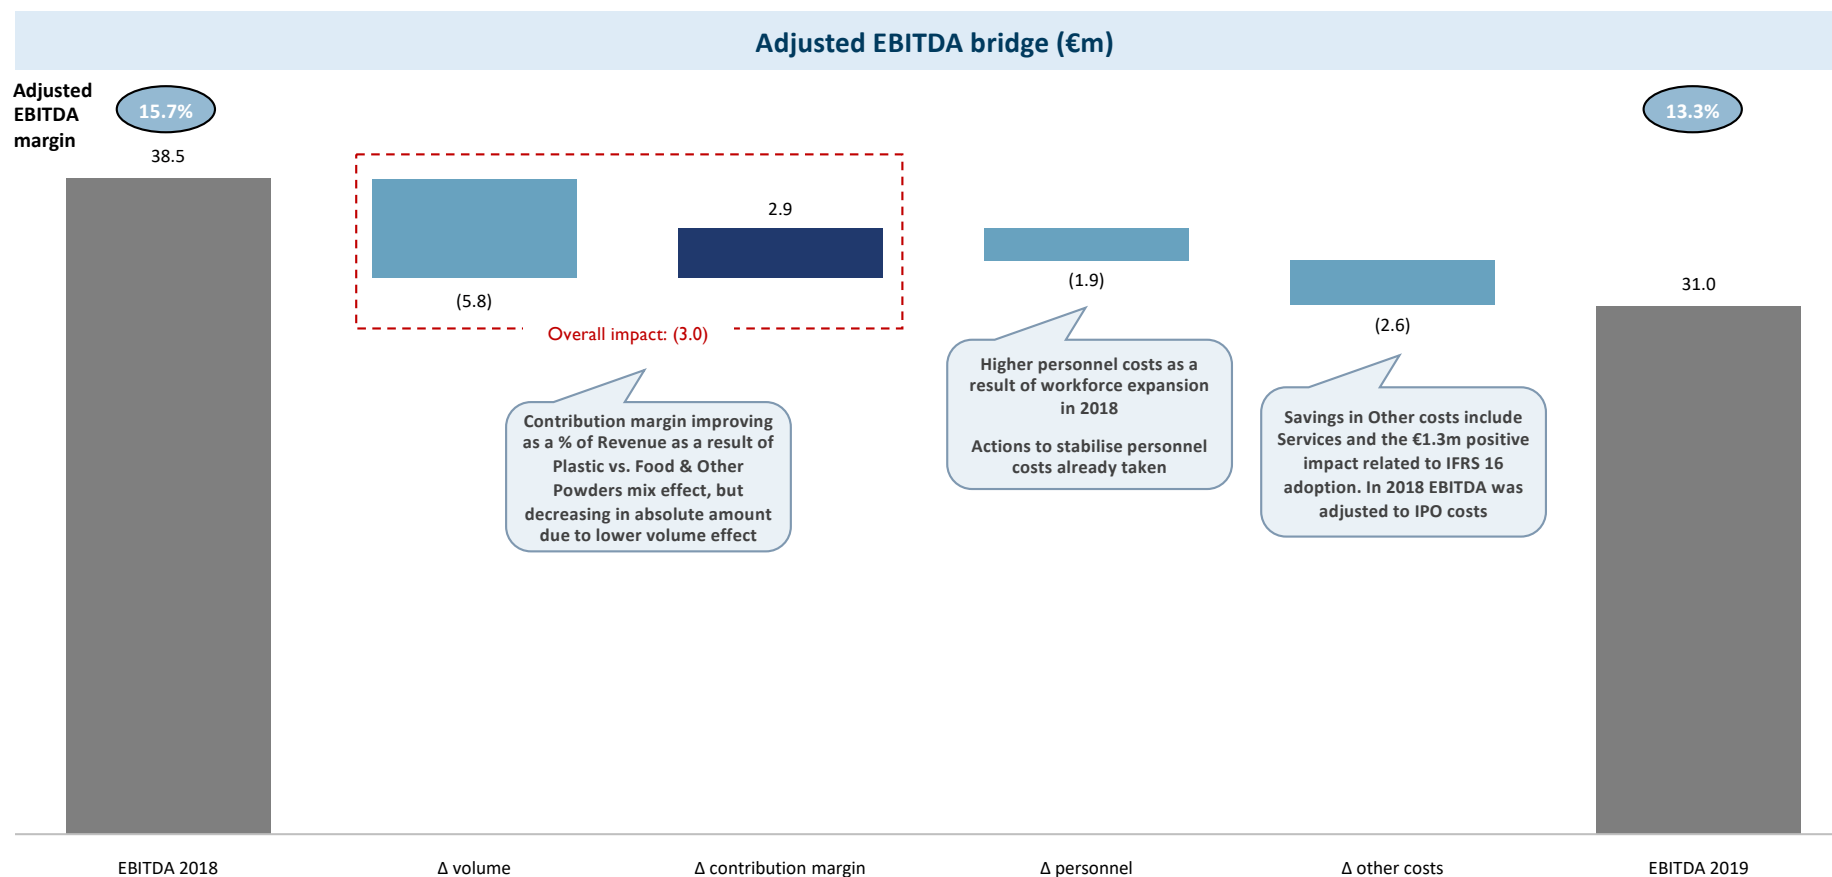 Adjusted EBITDA bridge (€m)
Adjusted
EBITDA
margin
15.7%
13.3%
38.5
(5.8)
2.9
Overall impact: (3.0)
(1.9)
(2.6)
31.0
Contribution margin improving
as a % of Revenue as a result of
Plastic vs. Food & Other
Powders mix effect, but
decreasing in absolute amount
due to lower volume effect
Higher personnel costs as a
result of workforce expansion
in 2018
Actions to stabilise personnel
costs already taken
Savings in Other costs include
Services and the €1.3m positive
impact related to IFRS 16
adoption. In 2018 EBITDA was
adjusted to IPO costs
EBITDA 2018
Δ volume
Δ contribution margin
Δ personnel
Δ other costs
EBITDA 2019